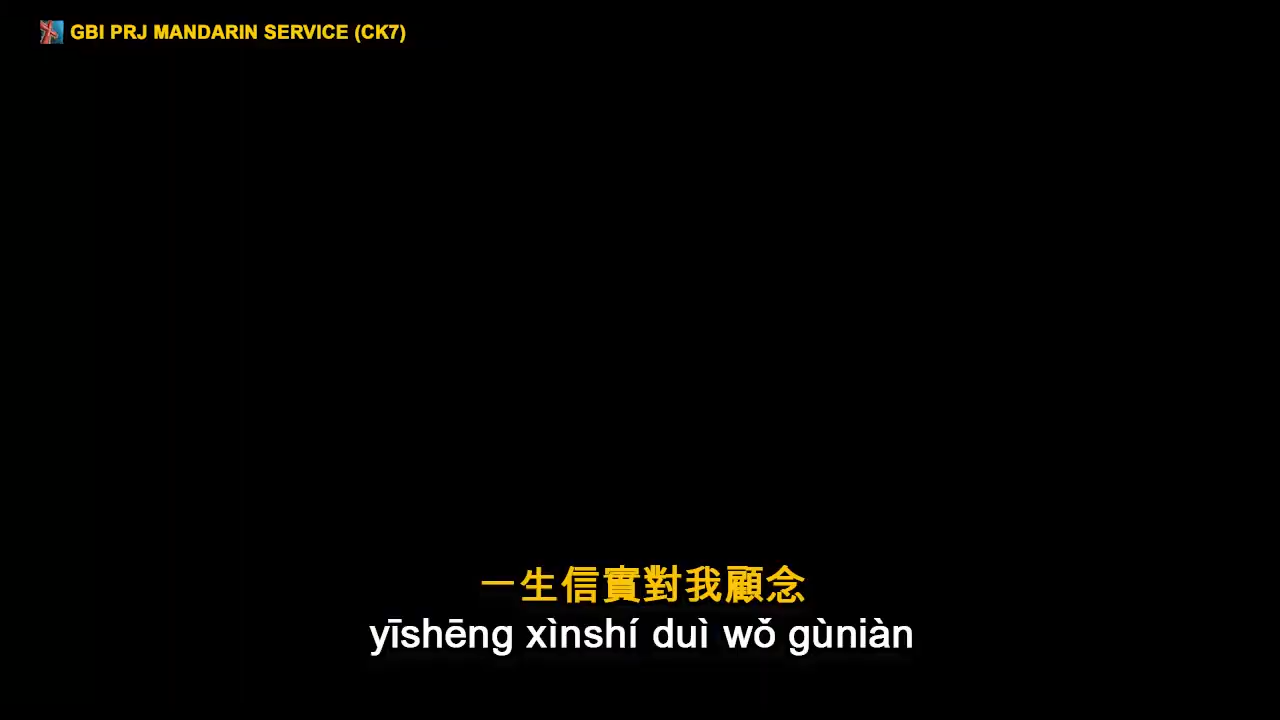 GBI PRJ MANDARIN SERVICE (CK7)
一生信實對我顧念
yīshēng xìnshí duì wǒ gùniàn